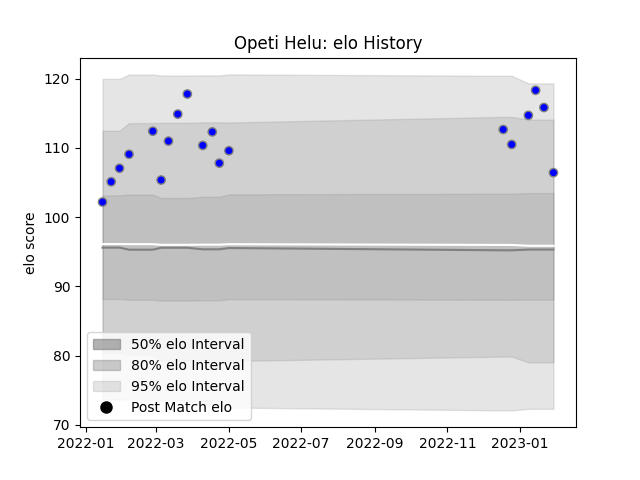 Opeti Helu: elo History
elo score
120
110
100
90
80
70
50% elo Interval
80% elo Interval
95% elo Interval
Post Match elo
2022-01 2022-03 2022-05 2022-07 2022-09 2022-11 2023-01